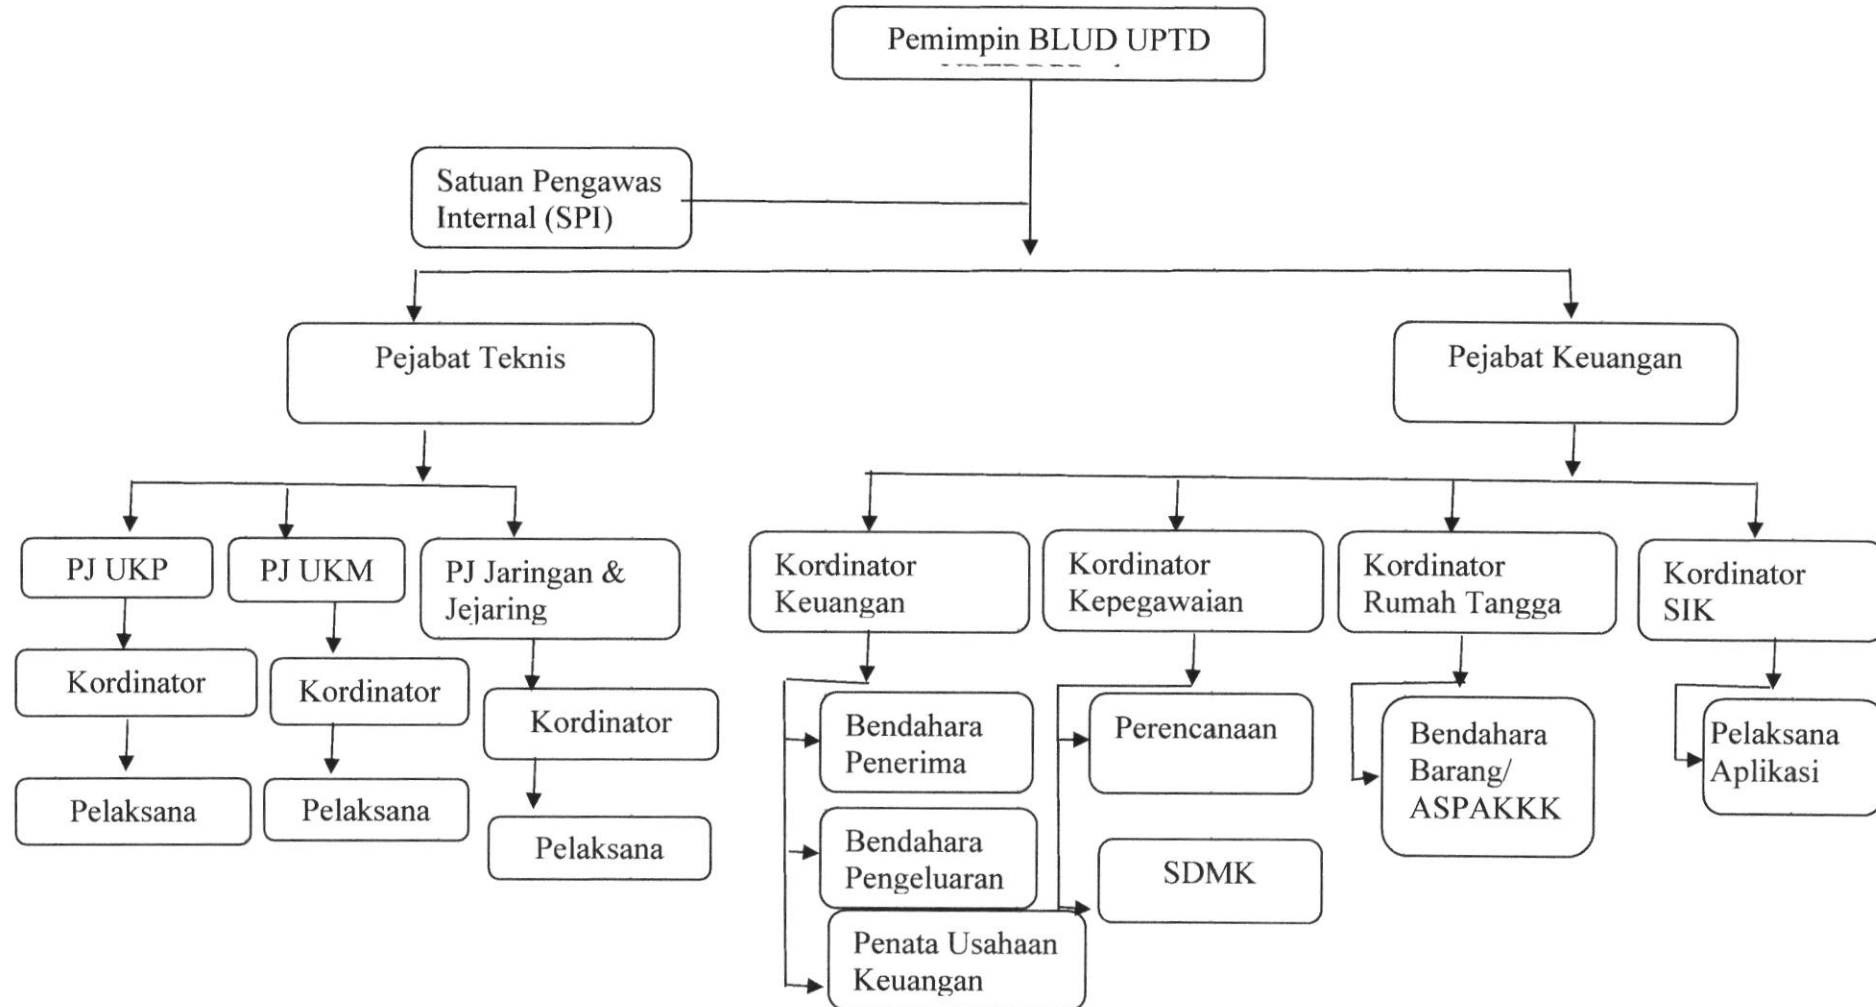 Pemimpin BLUD UPTD
Satuan Pengawas
Internal (SPI)
Pejabat Teknis
Pejabat Keuangan
PJ UKP
PJ UKM
PJ Jaringan &
Jejaring
Kordinator
Keuangan
Kordinator
Kepegawaian
Kordinator
Rumah Tangga
Kordinator
SIK
Kordinator
Kordinator
Kordinator
Pelaksana
Pelaksana
Pelaksana
Bendahara
Penerima
Bendahara
Pengeluaran
Penata Usahaan
Keuangan
Perencanaan
SDMK
Bendahara
Barang/
ASPAKKK
Pelaksana
Aplikasi